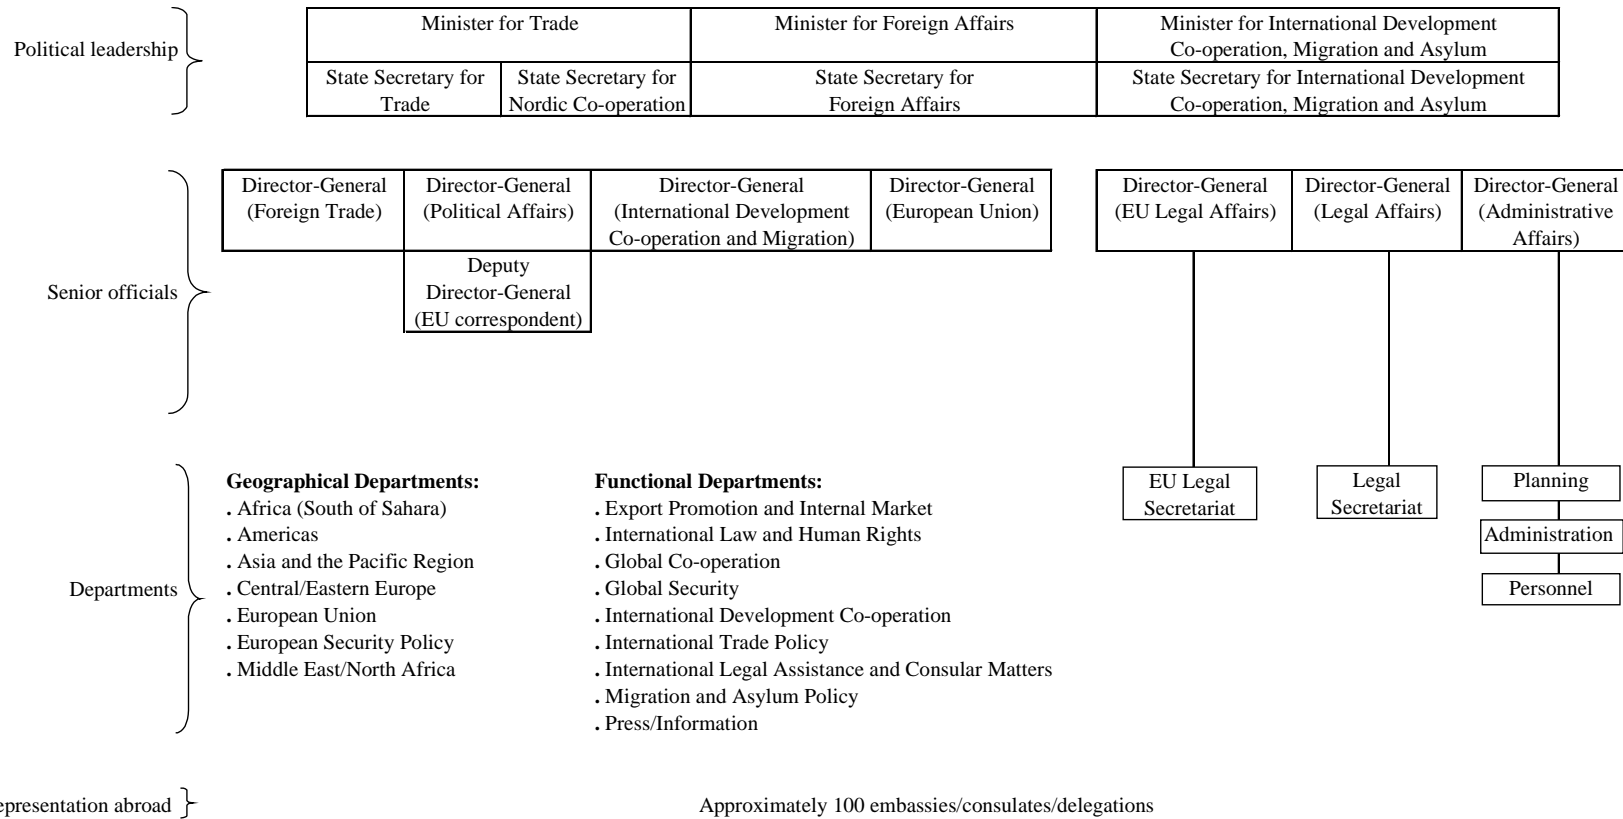 Political leadership
Minister for Trade
Minister for Foreign Affairs
Minister for International Development
Co-operation, Migration and Asylum
State Secretary for
Trade
State Secretary for
Nordic Co-operation
State Secretary for
Foreign Affairs
State Secretary for International Development
Co-operation, Migration and Asylum
Senior officials
Director-General
(Foreign Trade)
Director-General
(Political Affairs)
Director-General
(International Development
Co-operation and Migration)
Director-General
(European Union)
Director-General
(EU Legal Affairs)
Director-General
(Legal Affairs)
Director-General
(Administrative
Affairs)
Deputy
Director-General
(EU correspondent)
Departments
Geographical Departments:
. Africa (South of Sahara)
. Americas
. Asia and the Pacific Region
. Central/Eastern Europe
. European Union
. European Security Policy
. Middle East/North Africa
Functional Departments:
. Export Promotion and Internal Market
. International Law and Human Rights
. Global Co-operation
. Global Security
. International Development Co-operation
. International Trade Policy
. International Legal Assistance and Consular Matters
. Migration and Asylum Policy
. Press/Information
EU Legal
Secretariat
Legal
Secretariat
Planning
Administration
Personnel
epresentation abroad
Approximately 100 embassies/consulates/delegations